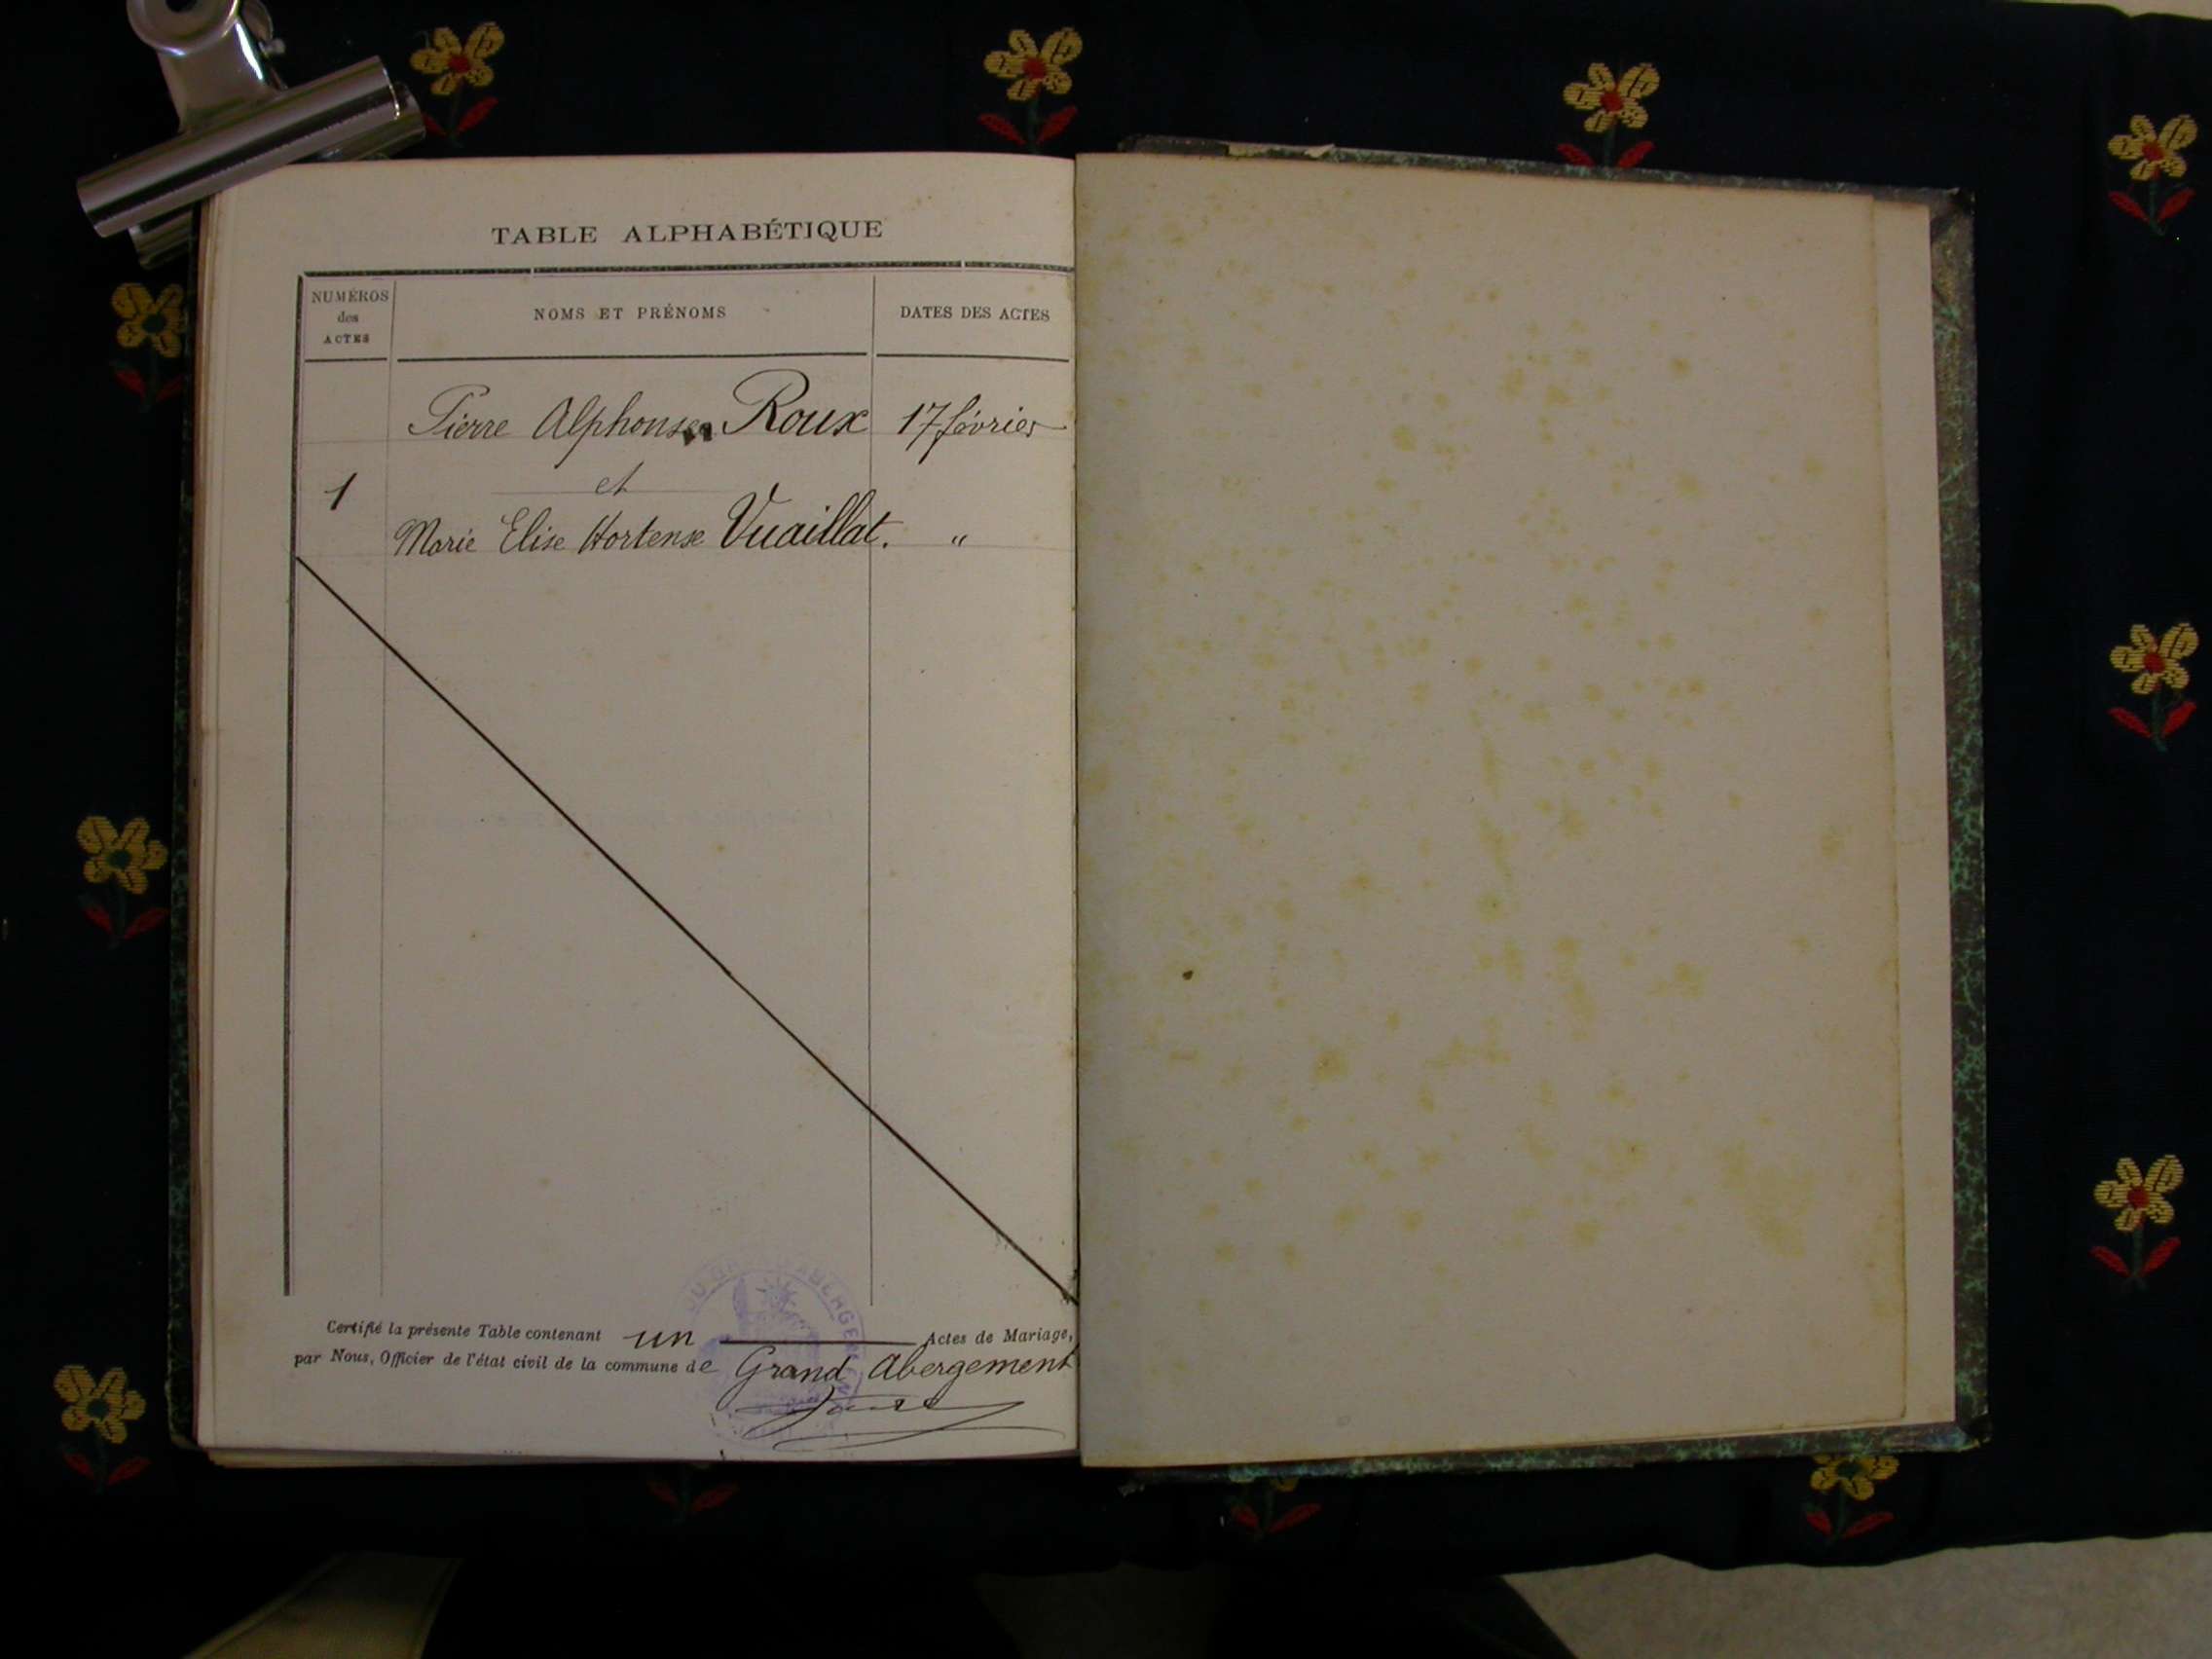 TABLE ALPHABÉTIQUE
NUMÉROS
des
ACTES
NOMS ET PRÉNOMS
DATES DES ACTES
Pierre Alphonse Roux 17 février
et
1
Marie Elise Hortense Vuaillat. "
Certifié la présente Table contenant un Actes de Mariage,
par Nous, Officier de l'état civil de la commune de Grand Abergement